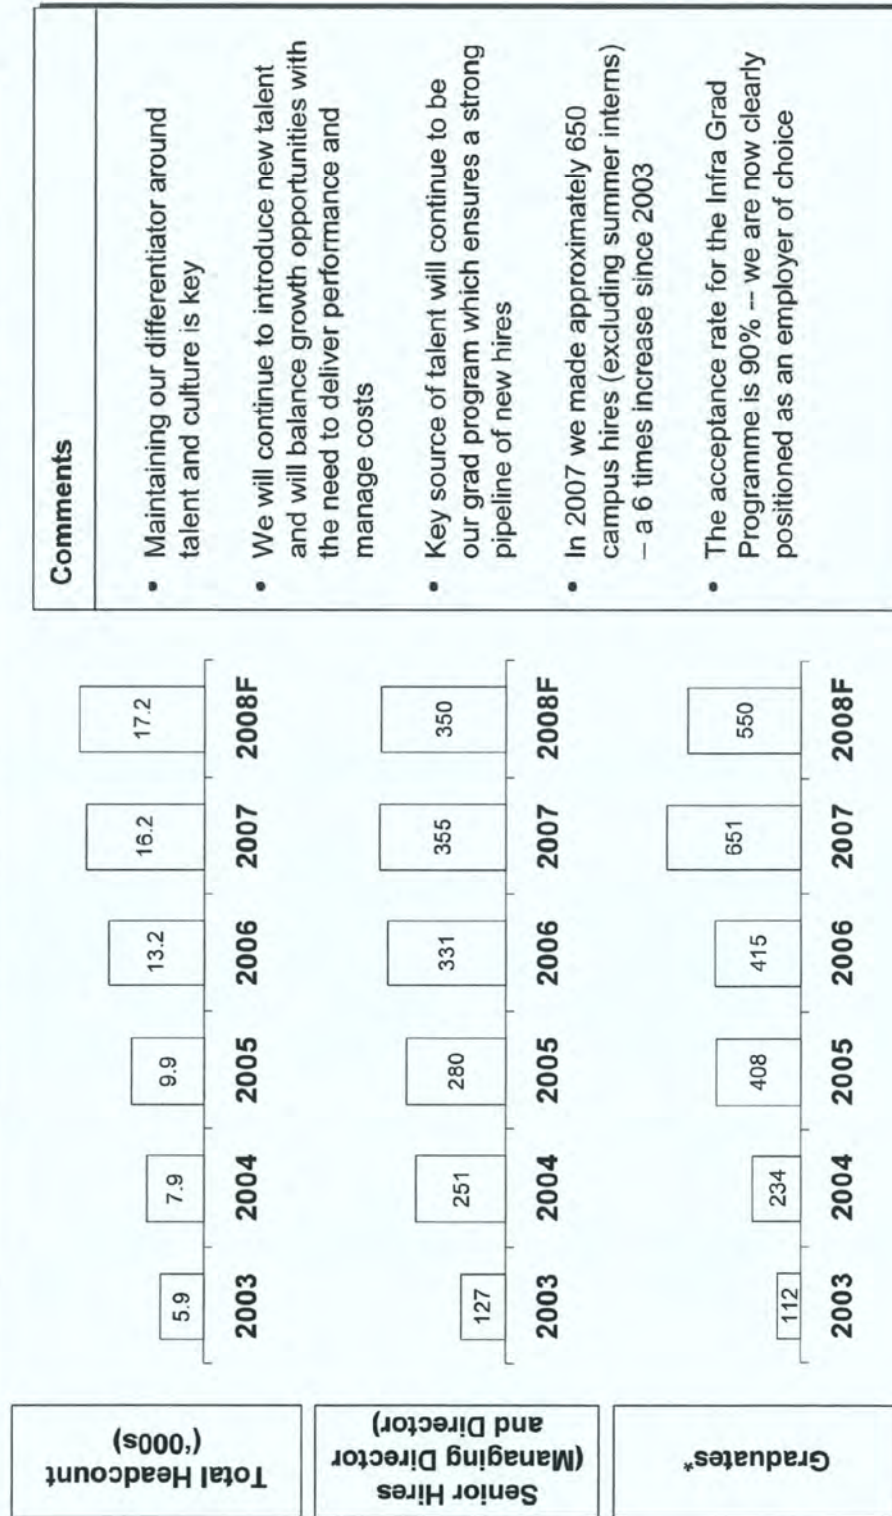 Total Headcount
('000s)
5.9
7.9
9.9
13.2
16.2
17.2
2003
2004
2005
2006
2007
2008F
Senior Hires
(Managing Director
and Director)
127
251
280
331
355
350
2003
2004
2005
2006
2007
2008F
Graduates*
112
234
408
415
651
550
2003
2004
2005
2006
2007
2008F
Comments
• Maintaining our differentiator around
talent and culture is key
• We will continue to introduce new talent
and will balance growth opportunities with
the need to deliver performance and
manage costs
• Key source of talent will continue to be
our grad program which ensures a strong
pipeline of new hires
• In 2007 we made approximately 650
campus hires (excluding summer interns)
– a 6 times increase since 2003
• The acceptance rate for the Infra Grad
Programme is 90% -- we are now clearly
positioned as an employer of choice